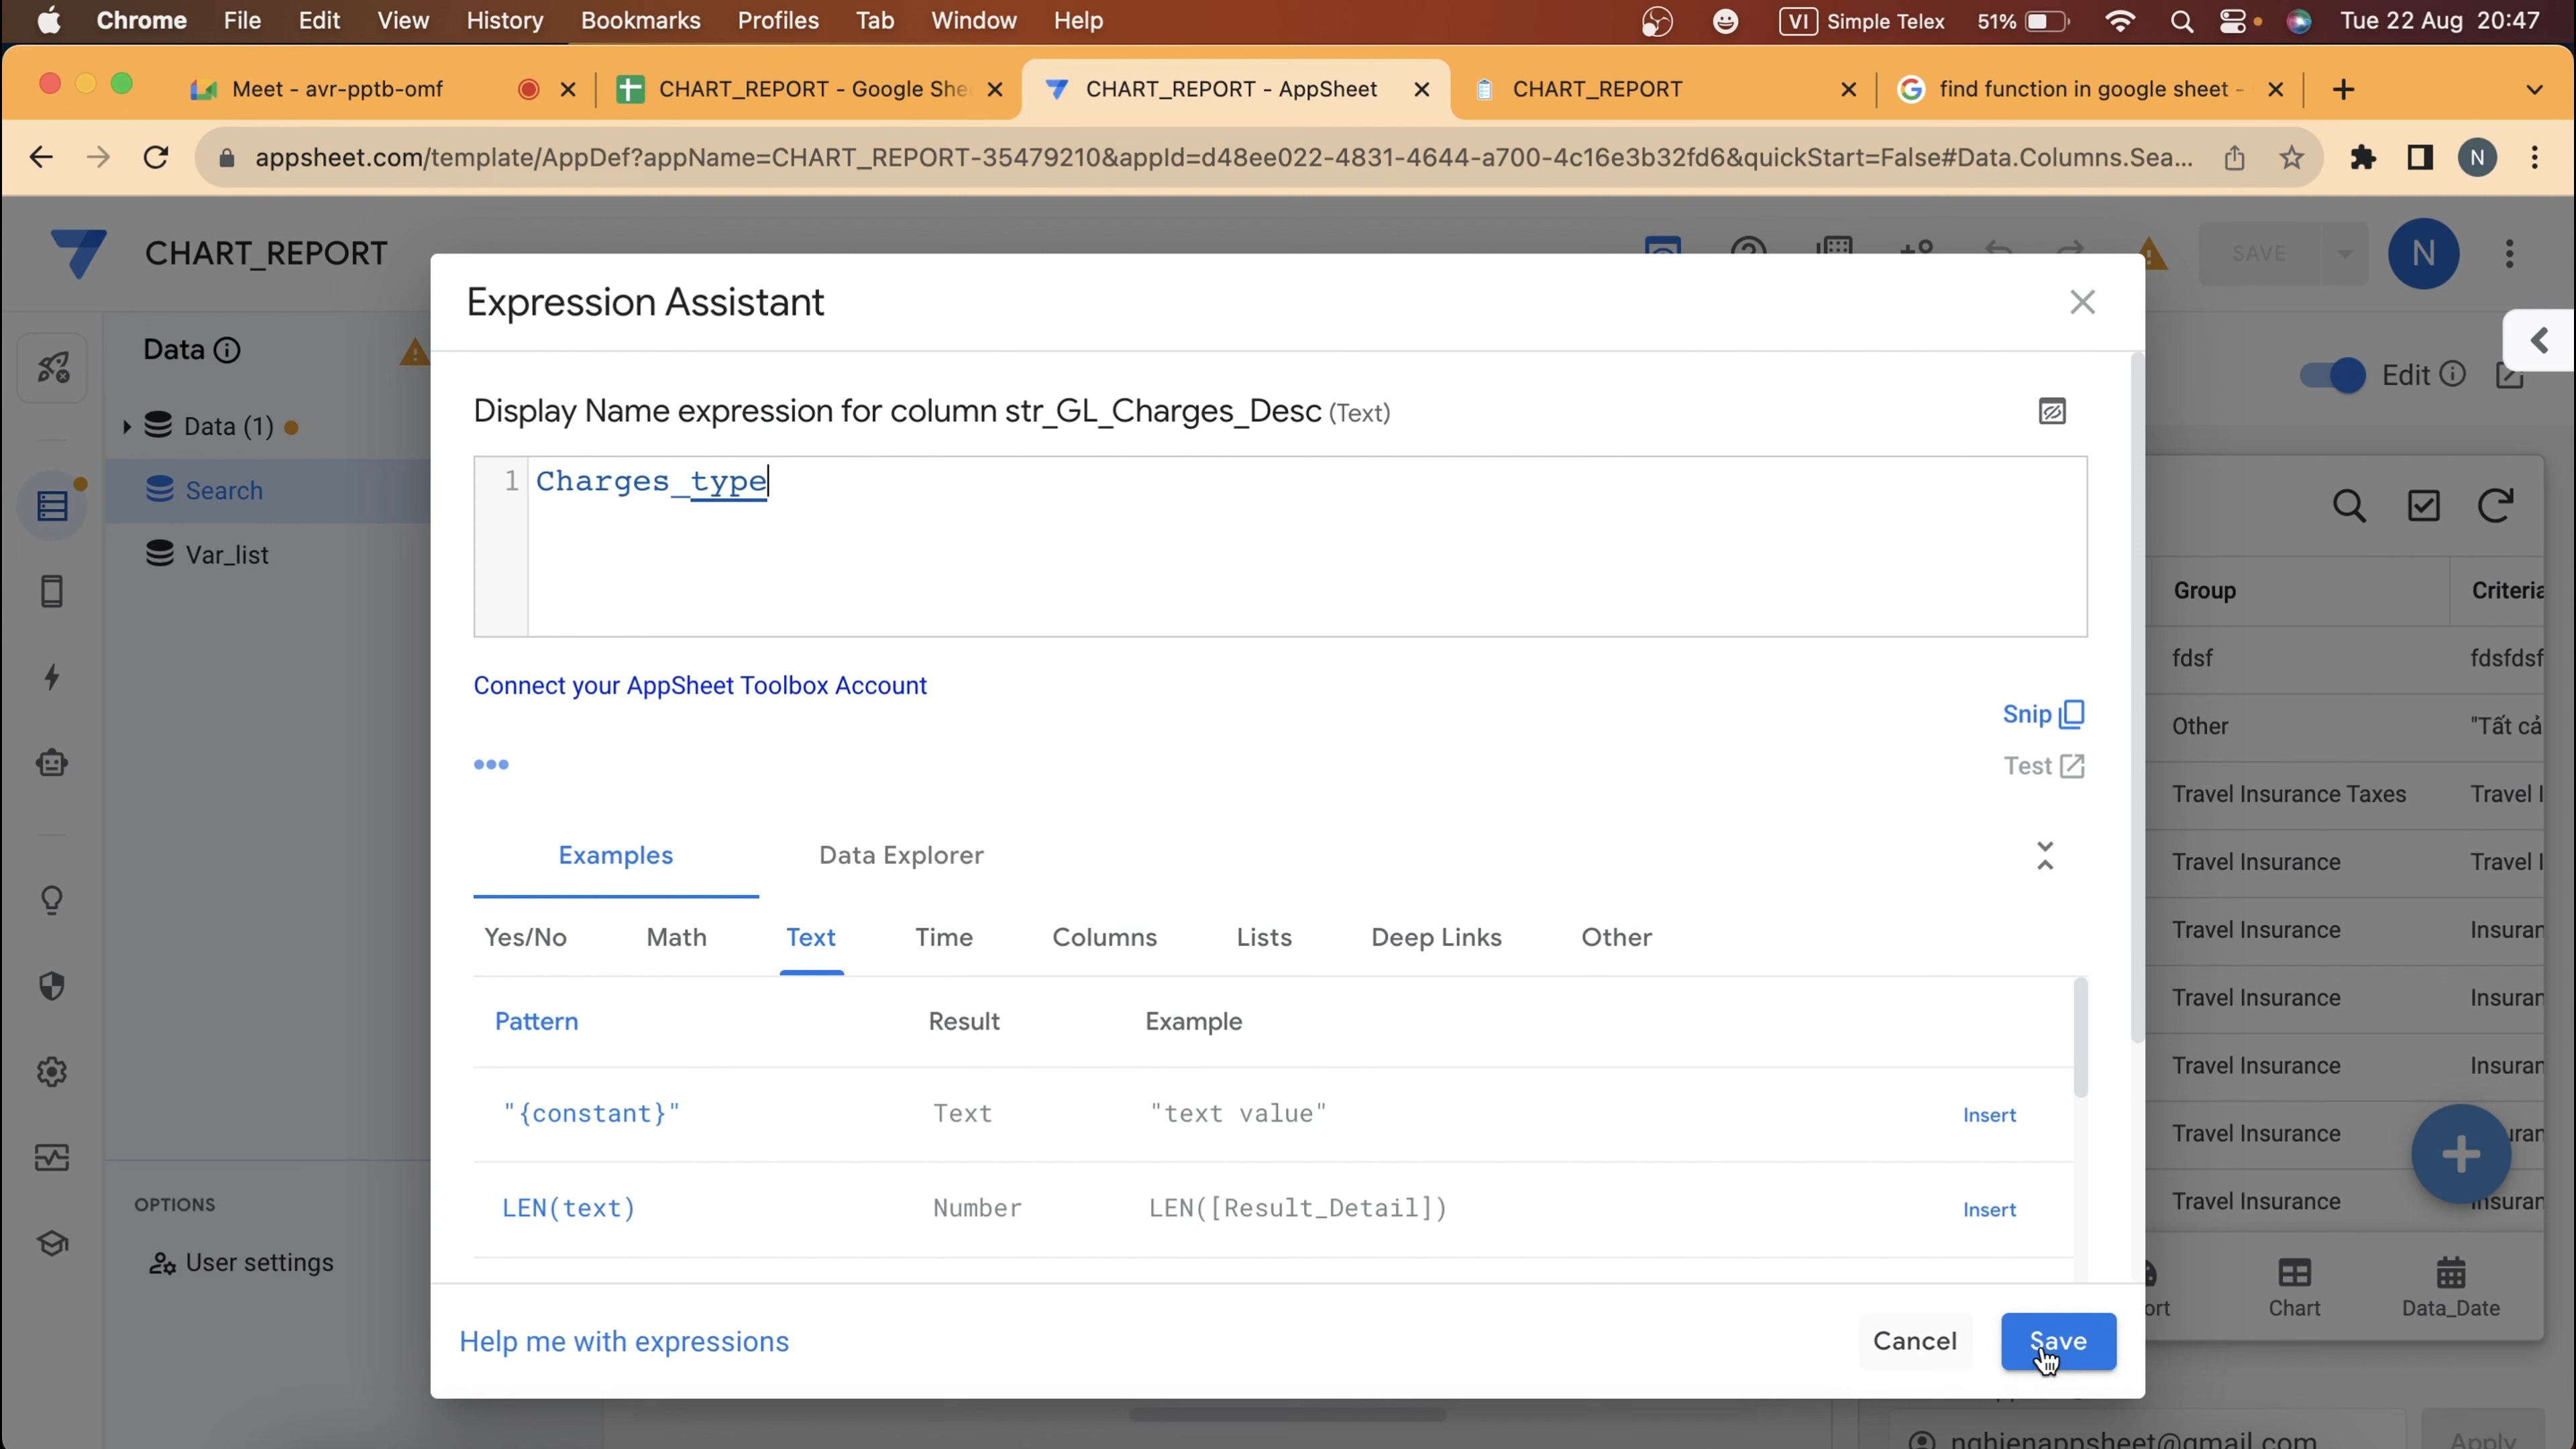 Chrome File Edit View History Bookmarks Profiles Tab Window Help VI Simple Telex 51% Tue 22 Aug 20:47
Meet - avr-pptb-omf CHART_REPORT - Google She CHART_REPORT - AppSheet CHART_REPORT find function in google sheet -
appsheet.com/template/AppDef?appName=CHART_REPORT-35479210&appId=d48ee022-4831-4644-a700-4c16e3b32fd6&quickStart=False#Data.Columns.Sea...
CHART_REPORT SAVE N
Expression Assistant
Data
Edit
Display Name expression for column str_GL_Charges_Desc (Text)
Data (1)
1 Charges_type
Search
Var_list
Group Criteria
fdsf fdsfdsf
Connect your AppSheet Toolbox Account
Snip
Other "Tất cả
Test
Travel Insurance Taxes Travel I
Examples Data Explorer
Travel Insurance Travel I
Yes/No Math Text Time Columns Lists Deep Links Other
Travel Insurance Insuran
Travel Insurance Insuran
Pattern Result Example
Travel Insurance Insuran
"{constant}" Text "text value" Insert
Travel Insurance uran
LEN(text) Number LEN([Result_Detail]) Insert
Travel Insurance nsuran
OPTIONS
User settings
ort Chart Data_Date
Help me with expressions Cancel Save
nghienappsheet@gmail.com Apply